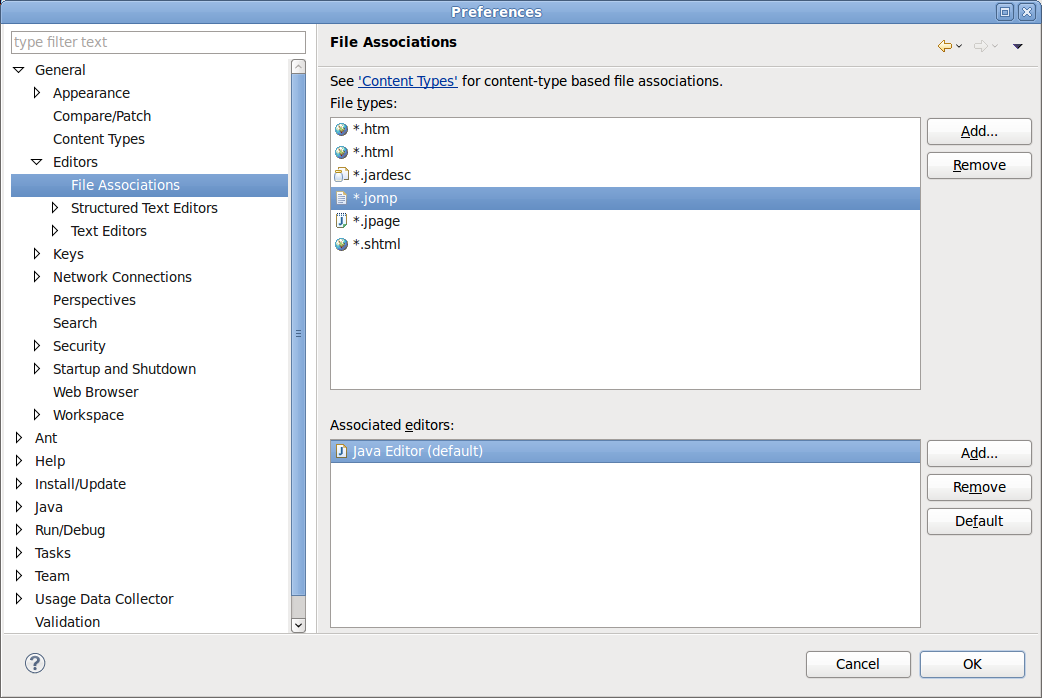 Preferences
type filter text
General
Appearance
Compare/Patch
Content Types
Editors
File Associations
Structured Text Editors
Text Editors
Keys
Network Connections
Perspectives
Search
Security
Startup and Shutdown
Web Browser
Workspace
Ant
Help
Install/Update
Java
Run/Debug
Tasks
Team
Usage Data Collector
Validation
File Associations
See 'Content Types' for content-type based file associations.
File types:
*.htm
*.html
*.jardesc
*.jomp
*.jpage
*.shtml
Add...
Remove
Associated editors:
Java Editor (default)
Add...
Remove
Default
?
Cancel
OK